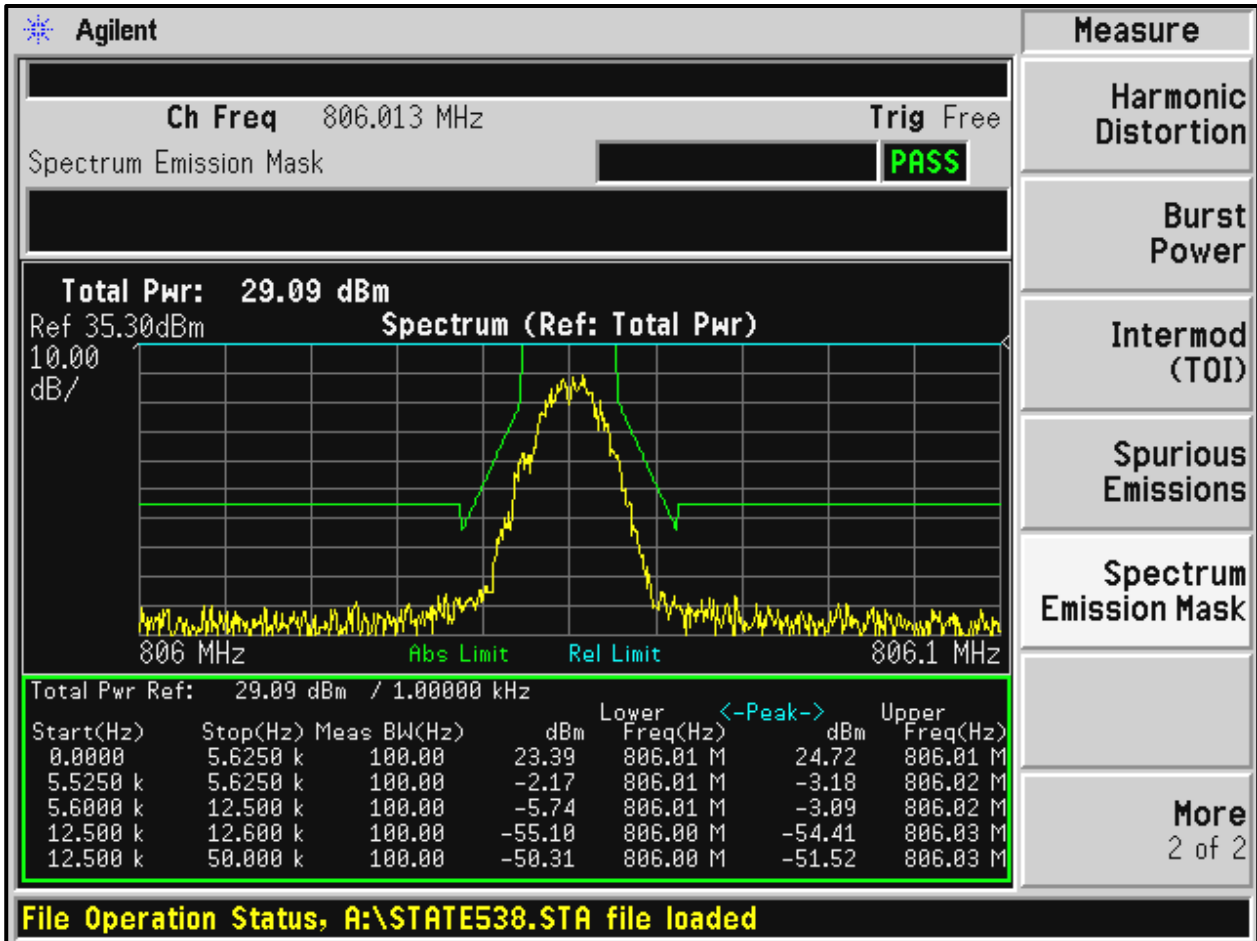 Agilent
Measure
Ch Freq 806.013 MHz Trig Free
Spectrum Emission Mask PASS
Total Pwr: 29.09 dBm
Ref 35.30dBm Spectrum (Ref: Total Pwr)
10.00
dB/
806 MHz Abs Limit Rel Limit 806.1 MHz
Total Pwr Ref: 29.09 dBm / 1.00000 kHz
Lower <-Peak-> Upper
Start(Hz) Stop(Hz) Meas BW(Hz) dBm Freq(Hz) dBm Freq(Hz)
0.0000 5.6250 k 100.00 23.39 806.01 M 24.72 806.01 M
5.5250 k 5.6250 k 100.00 -2.17 806.01 M -3.18 806.02 M
5.6000 k 12.500 k 100.00 -5.74 806.01 M -3.09 806.02 M
12.500 k 12.600 k 100.00 -55.10 806.00 M -54.41 806.03 M
12.500 k 50.000 k 100.00 -50.31 806.00 M -51.52 806.03 M
File Operation Status, A:\STATE538.STA file loaded
Harmonic
Distortion
Burst
Power
Intermod
(TOI)
Spurious
Emissions
Spectrum
Emission Mask
More
2 of 2